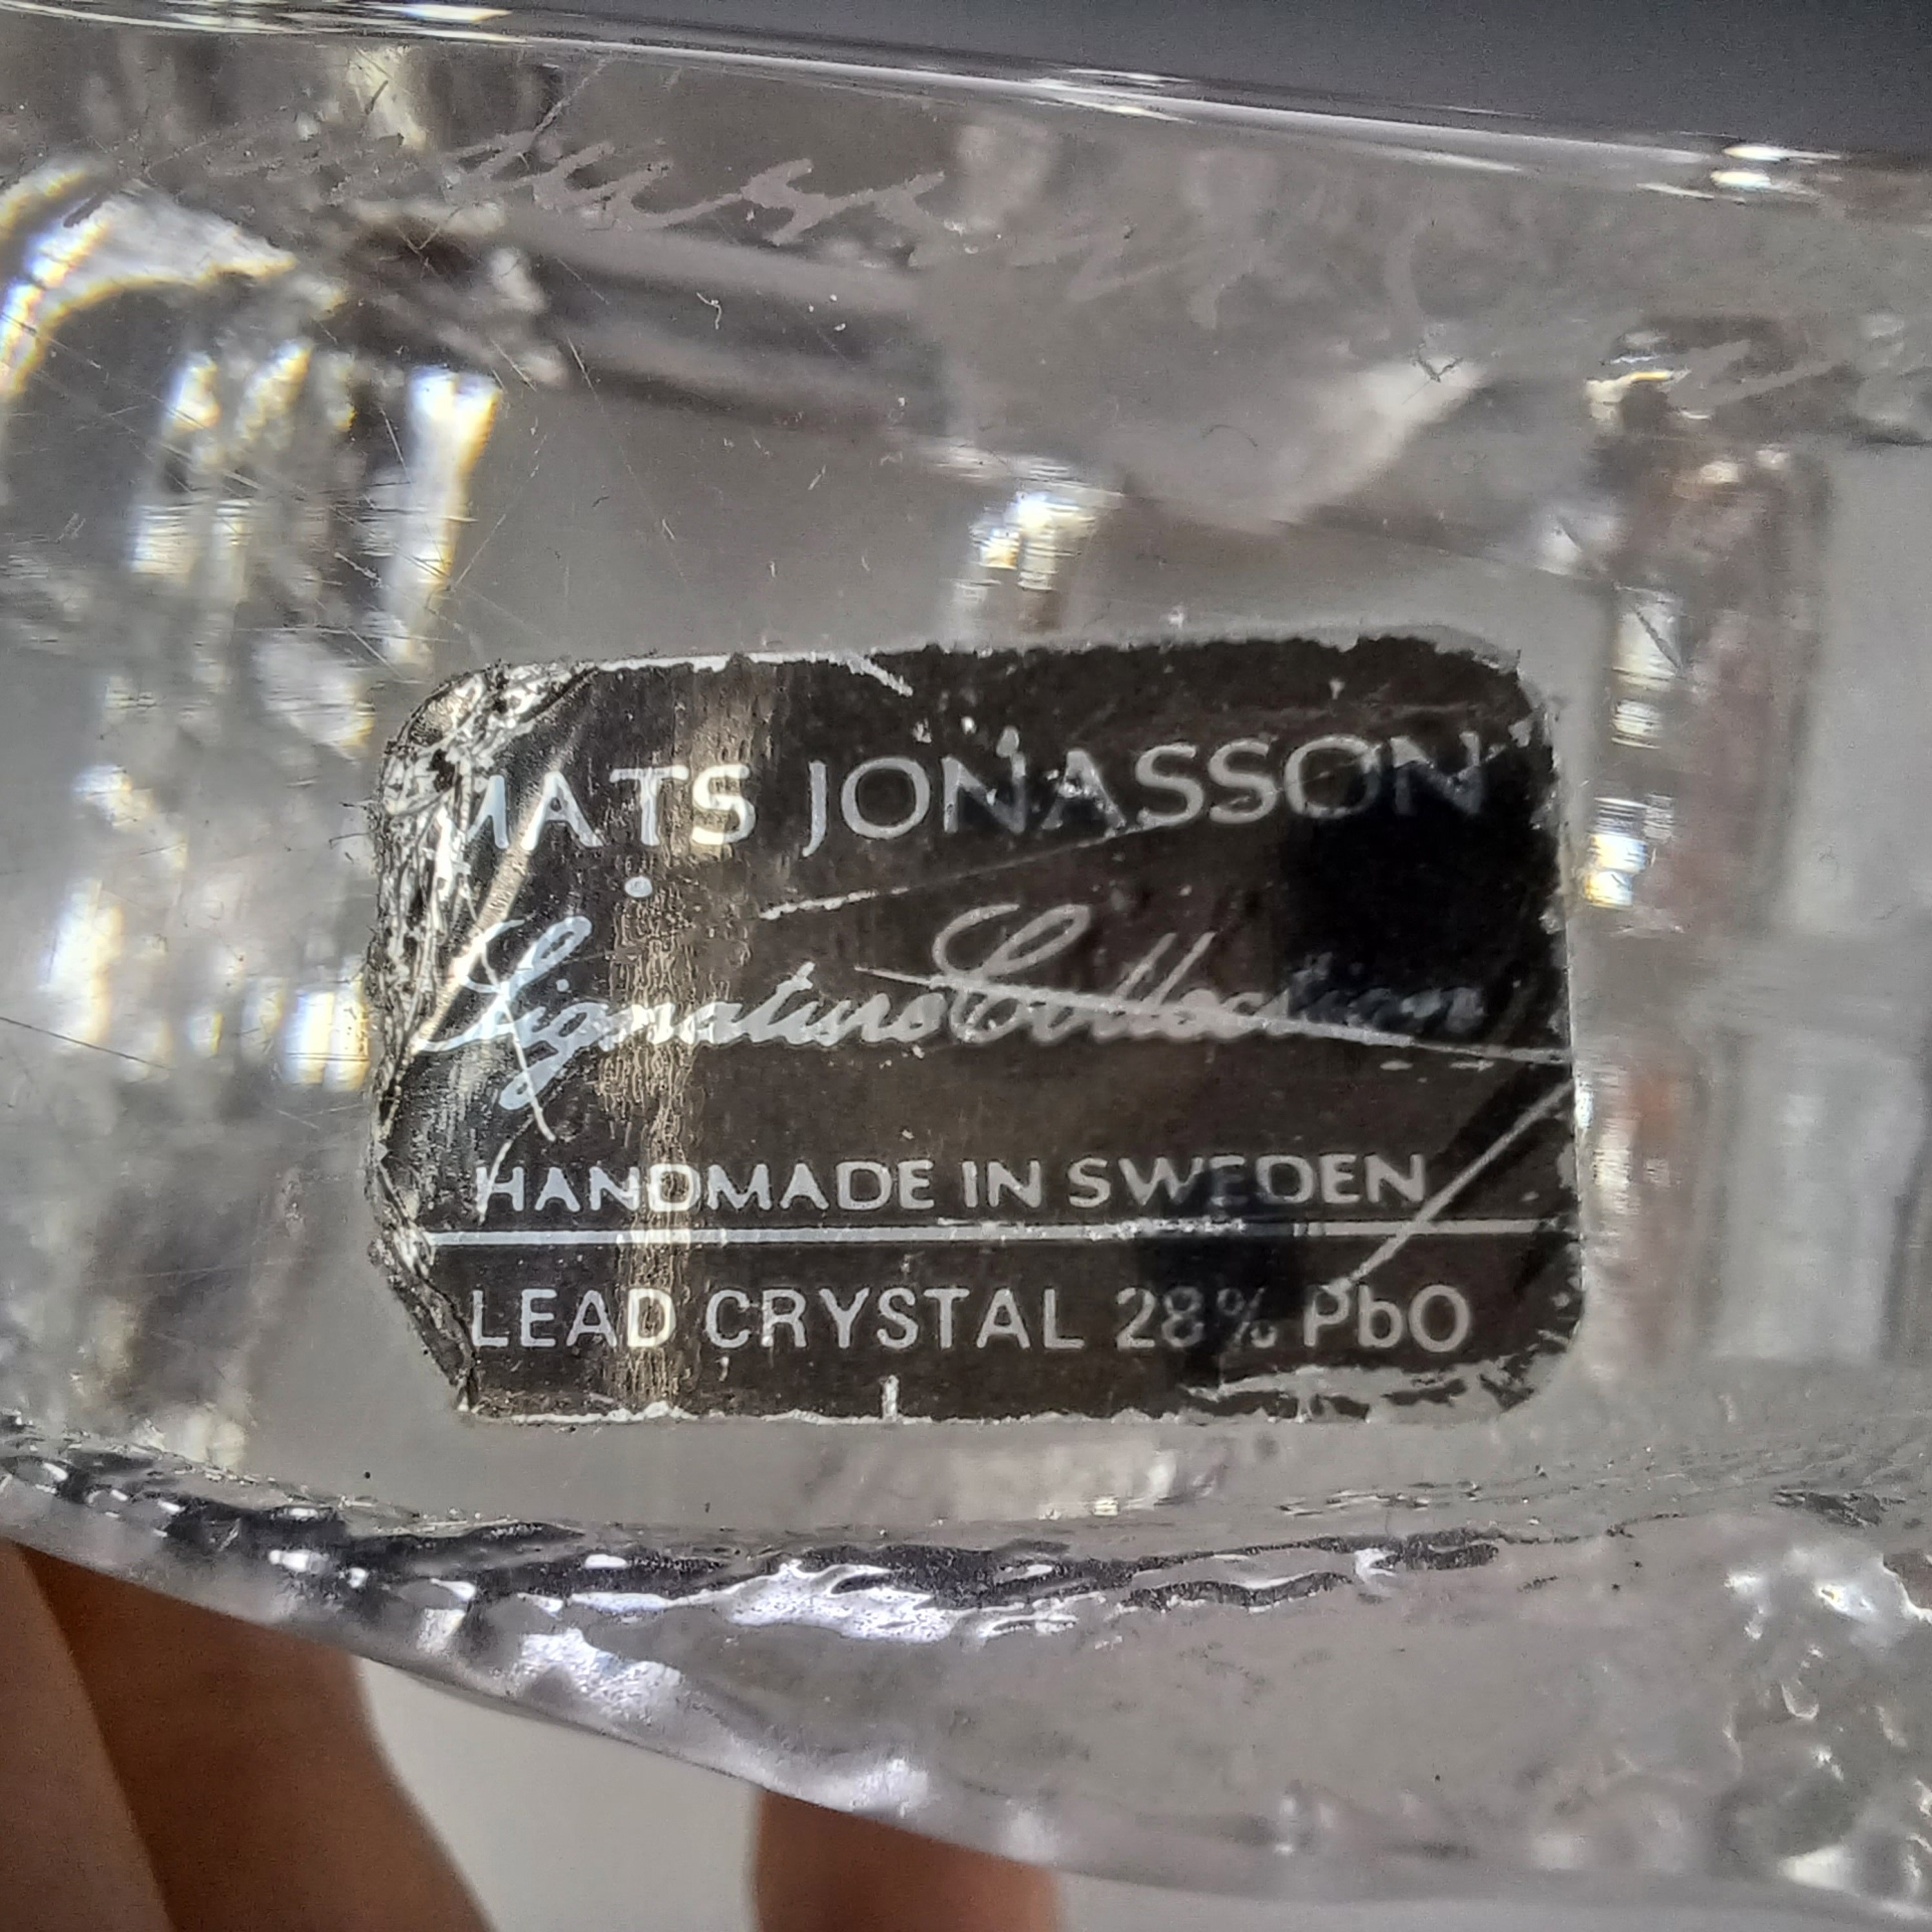 MATS JONASSON
Signature Collection
HANDMADE IN SWEDEN
LEAD CRYSTAL 28% PbO